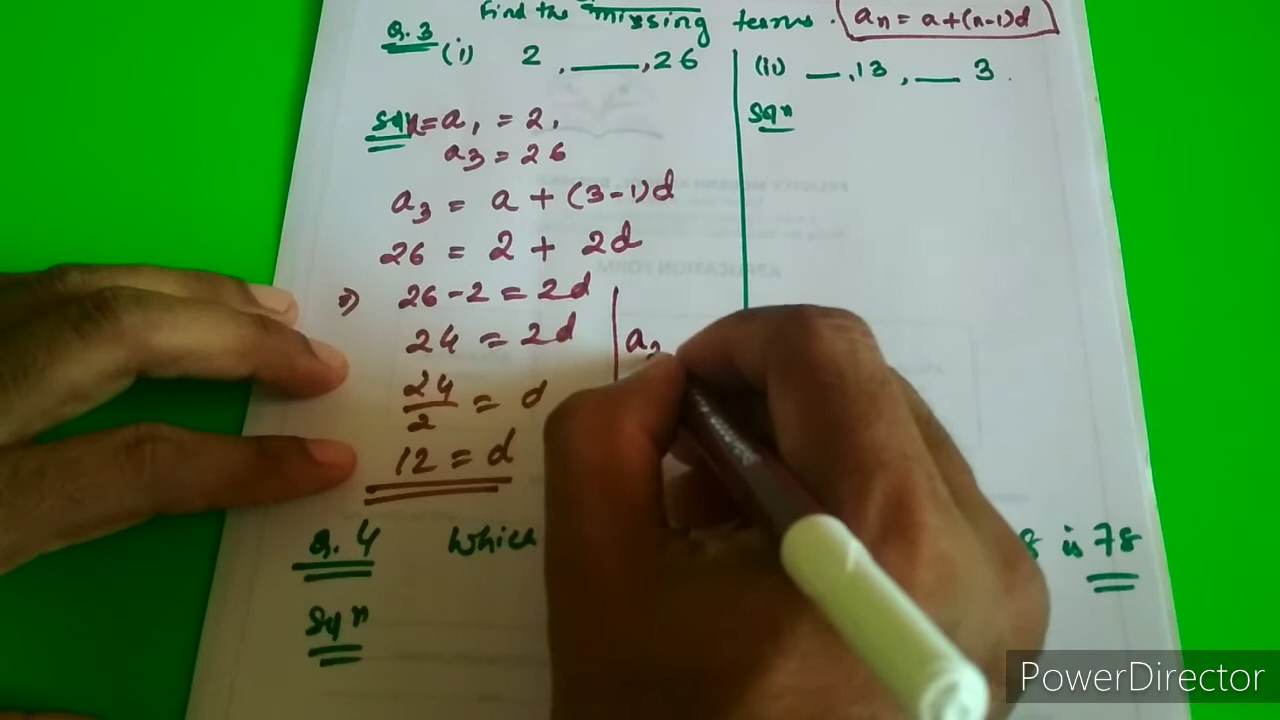 Find the missing terms. aₙ = a+(n-1)d
Q.3 (i) 2, ___, 26
Solⁿ a = a₁ = 2,
a₃ = 26
a₃ = a + (3-1)d
26 = 2 + 2d
⇒ 26-2 = 2d
24 = 2d
24/2 = d
12 = d
a₂
(ii) __, 13, __ 3.
Solⁿ
Q.4 Which is 78
Solⁿ
PowerDirector